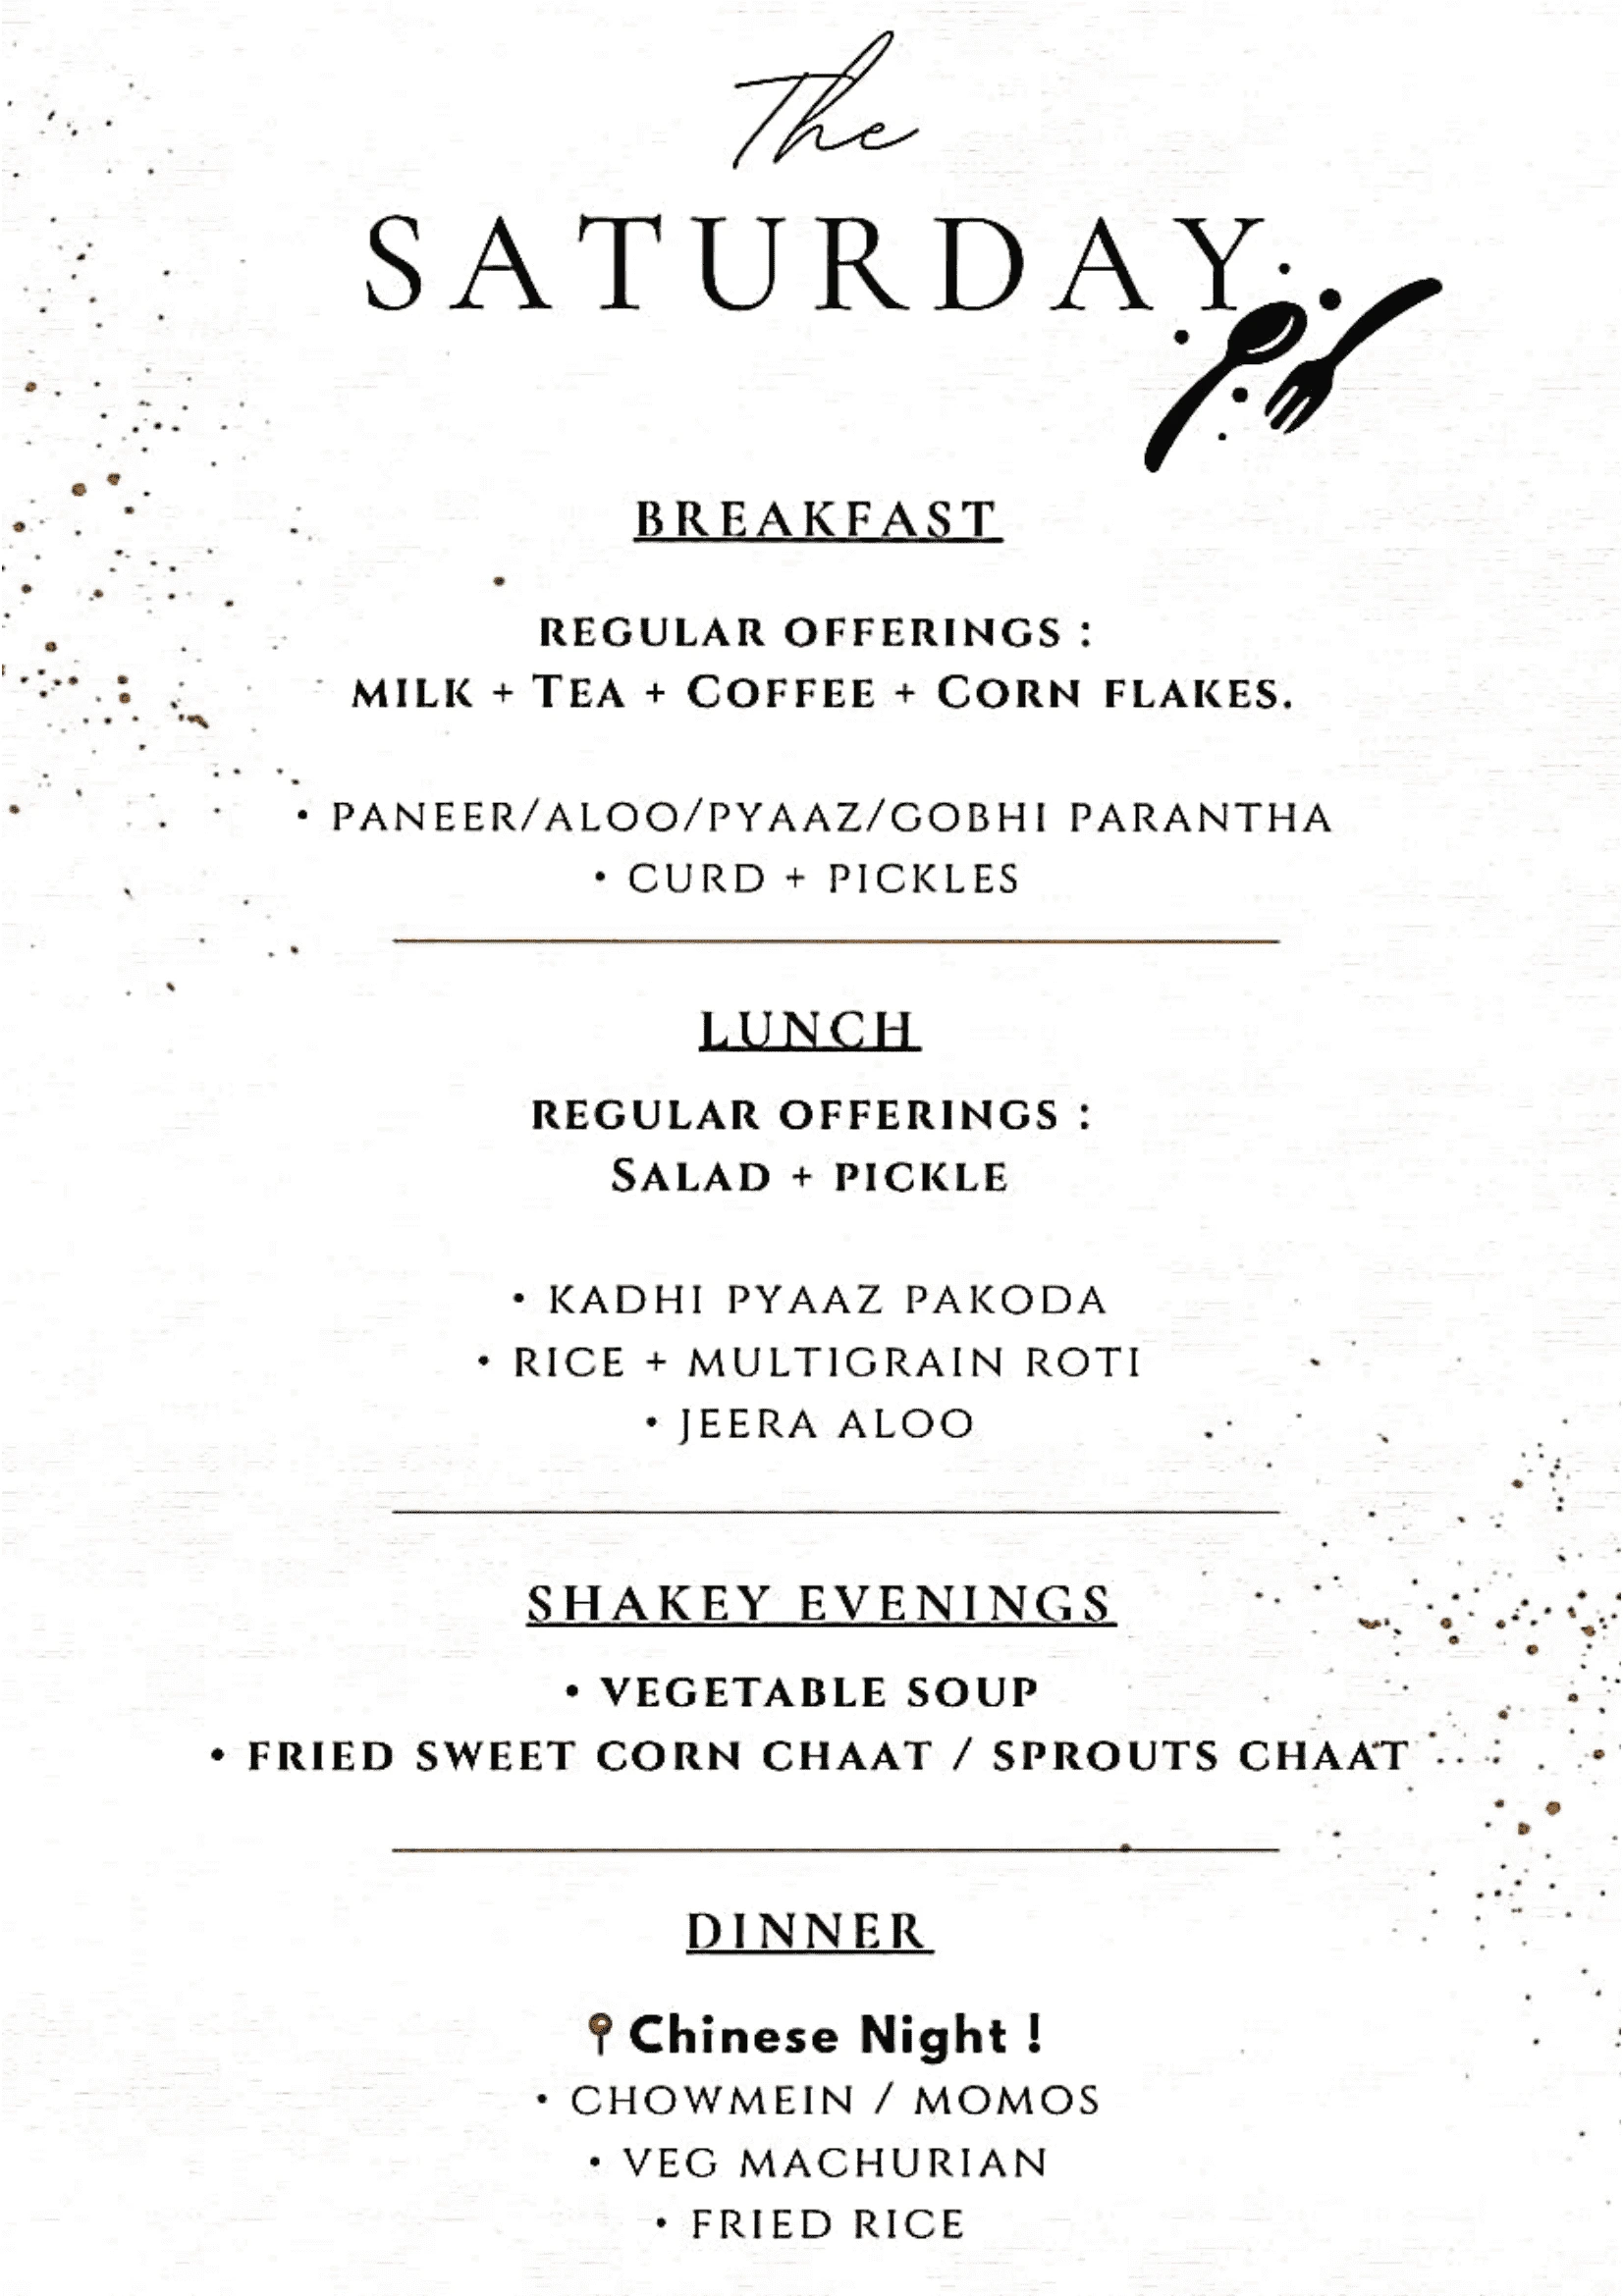 The
SATURDAY
BREAKFAST
REGULAR OFFERINGS :
MILK + TEA + COFFEE + CORN FLAKES.
• PANEER/ALOO/PYAAZ/GOBHI PARANTHA
• CURD + PICKLES
LUNCH
REGULAR OFFERINGS :
SALAD + PICKLE
• KADHI PYAAZ PAKODA
• RICE + MULTIGRAIN ROTI
• JEERA ALOO
SHAKEY EVENINGS
• VEGETABLE SOUP
• FRIED SWEET CORN CHAAT / SPROUTS CHAAT
DINNER
Chinese Night !
• CHOWMEIN / MOMOS
• VEG MACHURIAN
• FRIED RICE